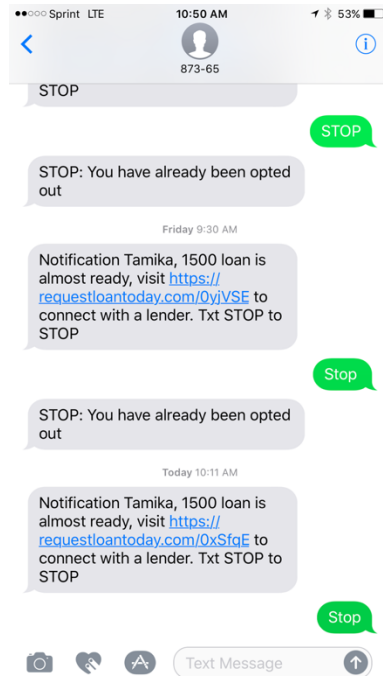 Sprint LTE 10:50 AM 53%
873-65
STOP
STOP
STOP: You have already been opted
out
Friday 9:30 AM
Notification Tamika, 1500 loan is
almost ready, visit https://
requestloantoday.com/0yjVSE to
connect with a lender. Txt STOP to
STOP
Stop
STOP: You have already been opted
out
Today 10:11 AM
Notification Tamika, 1500 loan is
almost ready, visit https://
requestloantoday.com/0xSfqE to
connect with a lender. Txt STOP to
STOP
Stop
Text Message